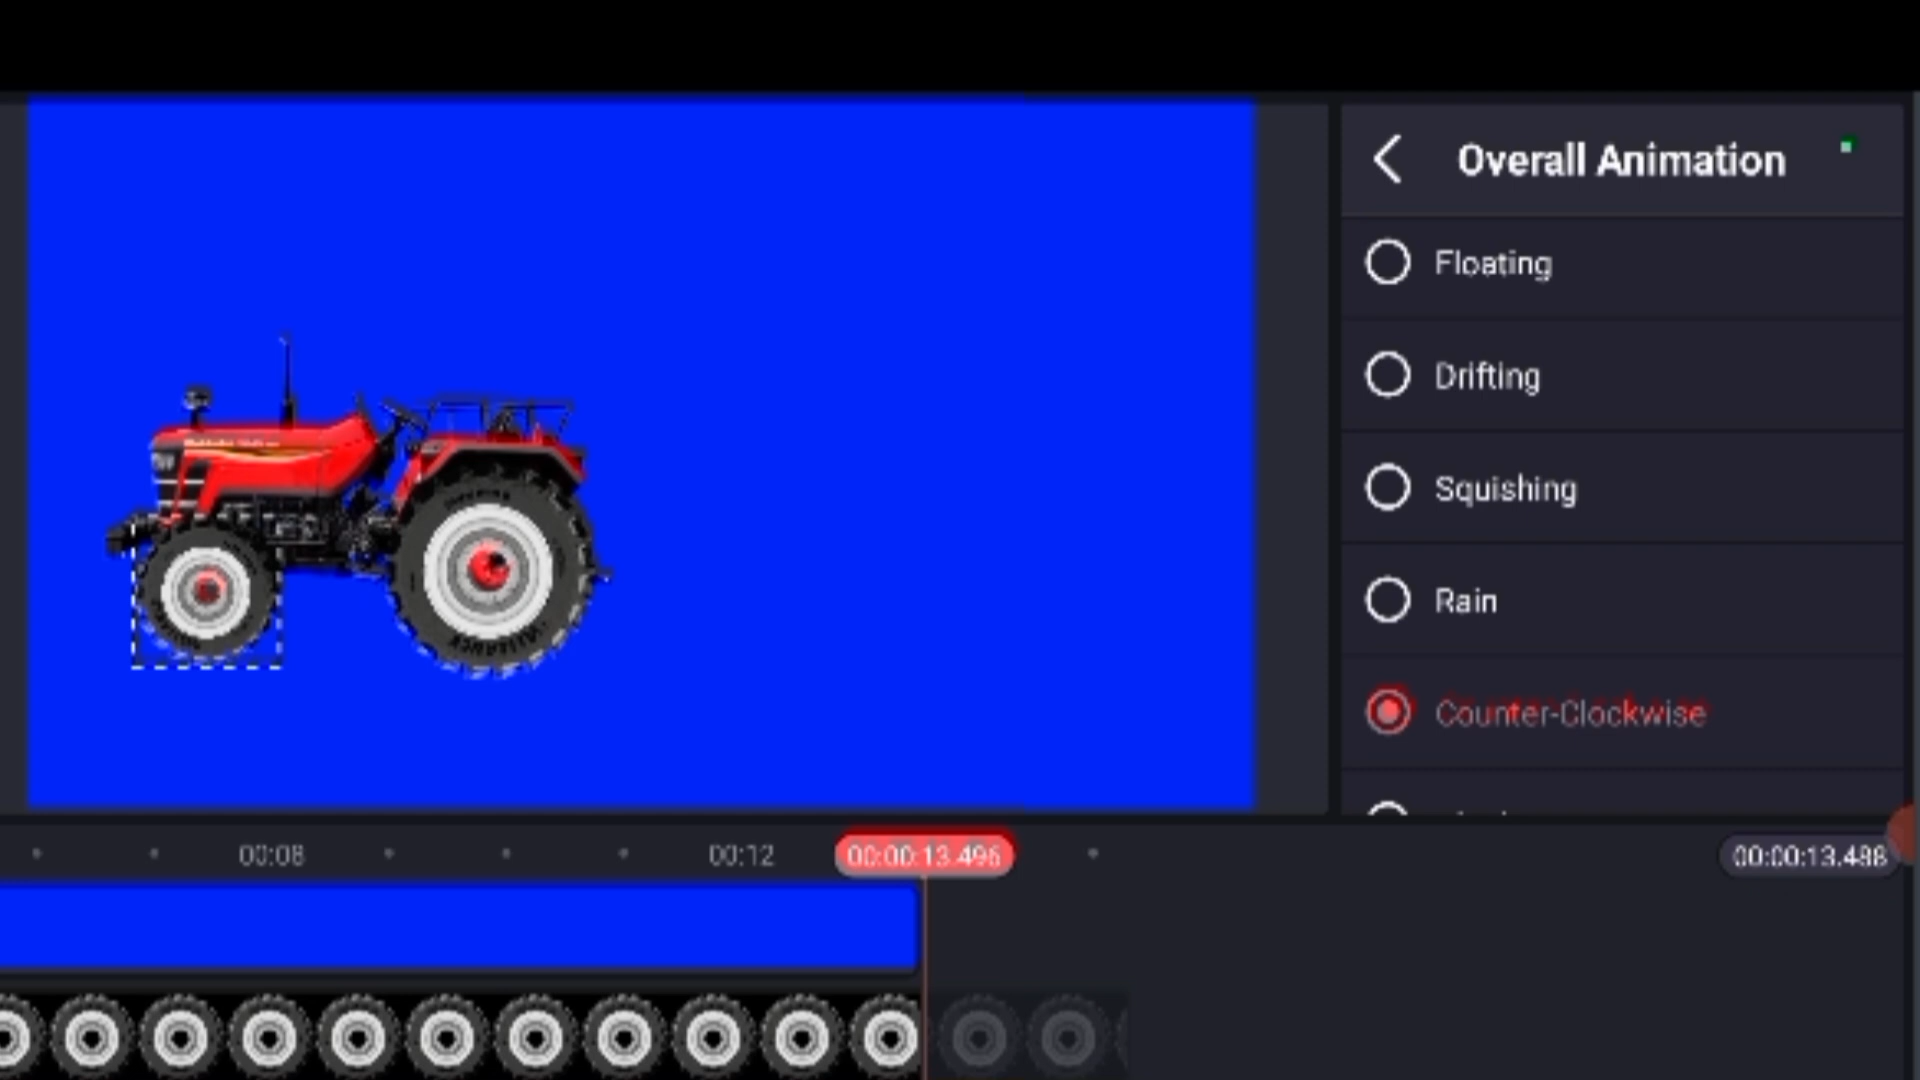 Overall Animation
Floating
Drifting
Squishing
Rain
Counter-Clockwise
00:08
00:12
00:00:13.496
00:00:13.488